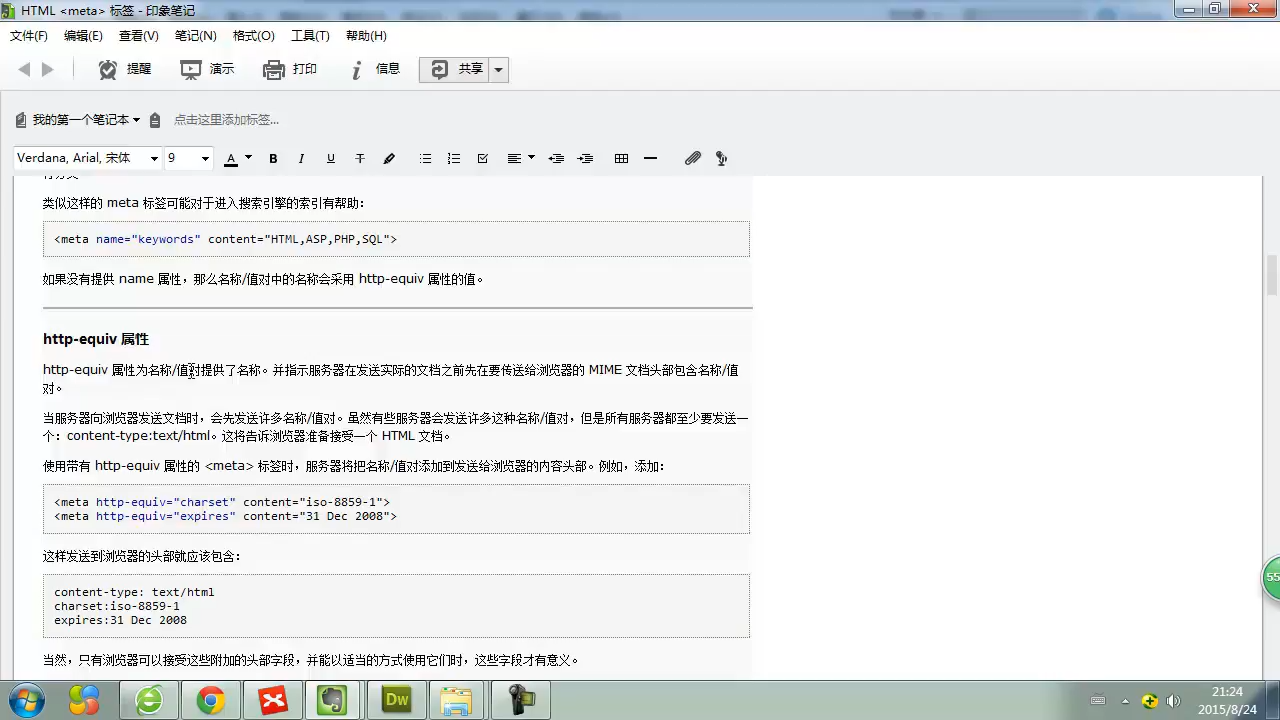 HTML <meta> 标签 - 印象笔记
文件(F) 编辑(E) 查看(V) 笔记(N) 格式(O) 工具(T) 帮助(H)
提醒 演示 打印 信息 共享
我的第一个笔记本 点击这里添加标签...
Verdana, Arial, 宋体 9 A B I U T
类似这样的 meta 标签可能对于进入搜索引擎的索引有帮助：
<meta name="keywords" content="HTML,ASP,PHP,SQL">
如果没有提供 name 属性，那么名称/值对中的名称会采用 http-equiv 属性的值。
http-equiv 属性
http-equiv 属性为名称/值对提供了名称。并指示服务器在发送实际的文档之前先在要传送给浏览器的 MIME 文档头部包含名称/值
对。
当服务器向浏览器发送文档时，会先发送许多名称/值对。虽然有些服务器会发送许多这种名称/值对，但是所有服务器都至少要发送一
个：content-type:text/html。这将告诉浏览器准备接受一个 HTML 文档。
使用带有 http-equiv 属性的 <meta> 标签时，服务器将把名称/值对添加到发送给浏览器的内容头部。例如，添加：
<meta http-equiv="charset" content="iso-8859-1">
<meta http-equiv="expires" content="31 Dec 2008">
这样发送到浏览器的头部就应该包含：
content-type: text/html
charset:iso-8859-1
expires:31 Dec 2008
当然，只有浏览器可以接受这些附加的头部字段，并能以适当的方式使用它们时，这些字段才有意义。
55
Dw
21:24
2015/8/24